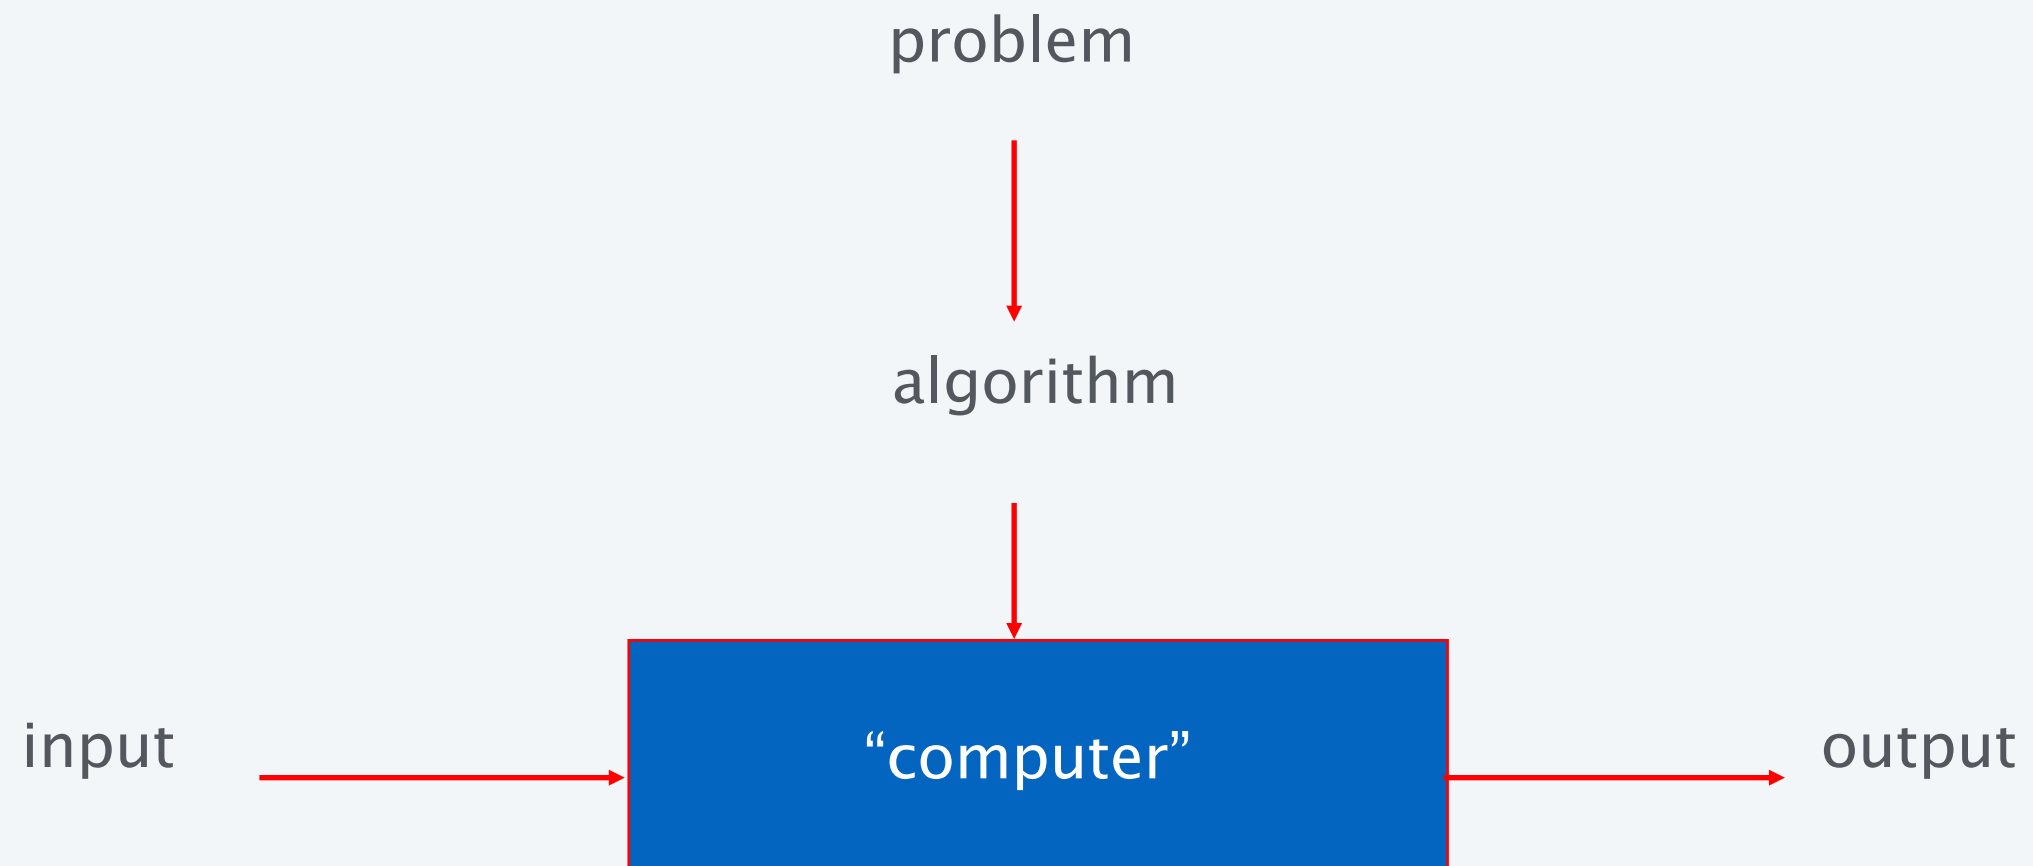 problem
algorithm
input
“computer”
output